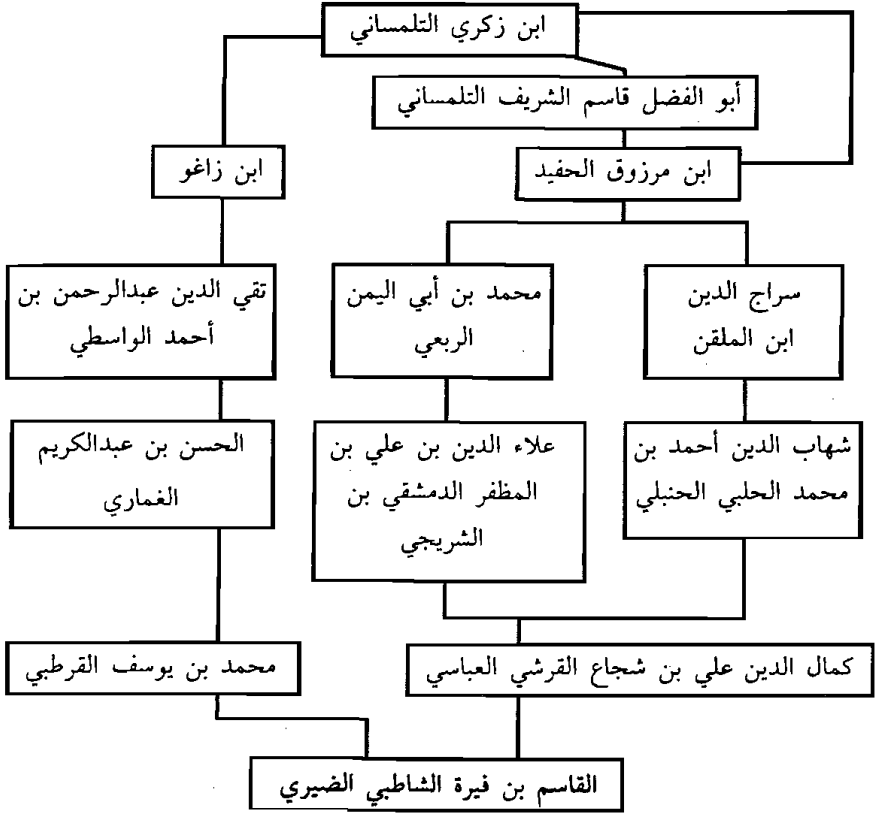 ابن زكري التلمساني
أبو الفضل قاسم الشريف التلمساني
ابن مرزوق الحفيد
ابن زاغو
سراج الدين
ابن الملقن
محمد بن أبي اليمن
الربعي
تقي الدين عبدالرحمن بن
أحمد الواسطي
شهاب الدين أحمد بن
محمد الحلبي الحنبلي
علاء الدين بن علي بن
المظفر الدمشقي بن
الشريجي
الحسن بن عبدالكريم
الغماري
كمال الدين علي بن شجاع القرشي العباسي
محمد بن يوسف القرطبي
القاسم بن فيرة الشاطبي الضيري